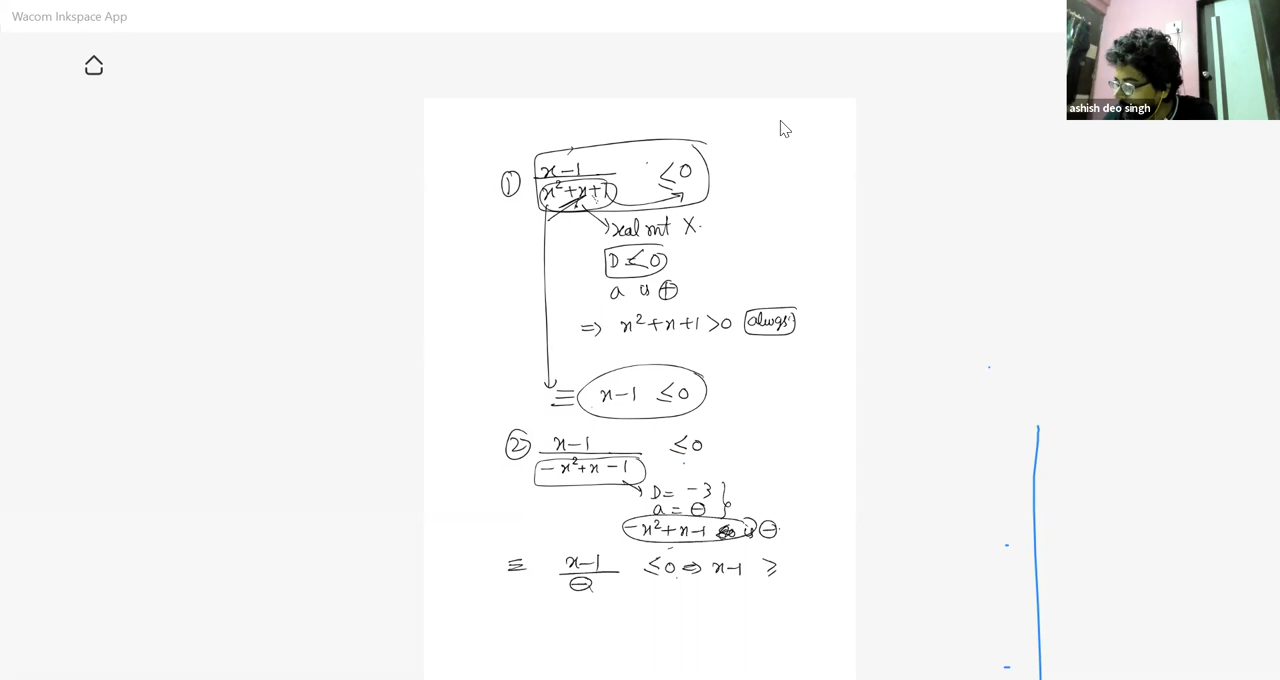 Wacom Inkspace App
ashish deo singh
① x-1 / x²+x+1 ≤0
real root X.
D<0
a is ⊕
=> x²+x+1 >0 always
≡ x-1 ≤0
② x-1 / -x²+x-1 ≤0
D= -3
a = ⊖
-x²+x-1 is ⊖
≡ x-1 / ⊖ ≤0 => x-1 ≥